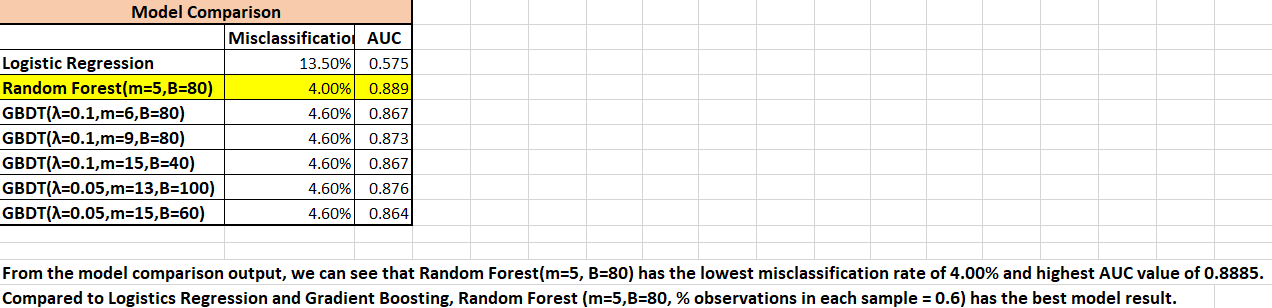 Model Comparison
Misclassification AUC
Logistic Regression 13.50% 0.575
Random Forest(m=5,B=80) 4.00% 0.889
GBDT(λ=0.1,m=6,B=80) 4.60% 0.867
GBDT(λ=0.1,m=9,B=80) 4.60% 0.873
GBDT(λ=0.1,m=15,B=40) 4.60% 0.867
GBDT(λ=0.05,m=13,B=100) 4.60% 0.876
GBDT(λ=0.05,m=15,B=60) 4.60% 0.864
From the model comparison output, we can see that Random Forest(m=5, B=80) has the lowest misclassification rate of 4.00% and highest AUC value of 0.8885.
Compared to Logistics Regression and Gradient Boosting, Random Forest (m=5,B=80, % observations in each sample = 0.6) has the best model result.